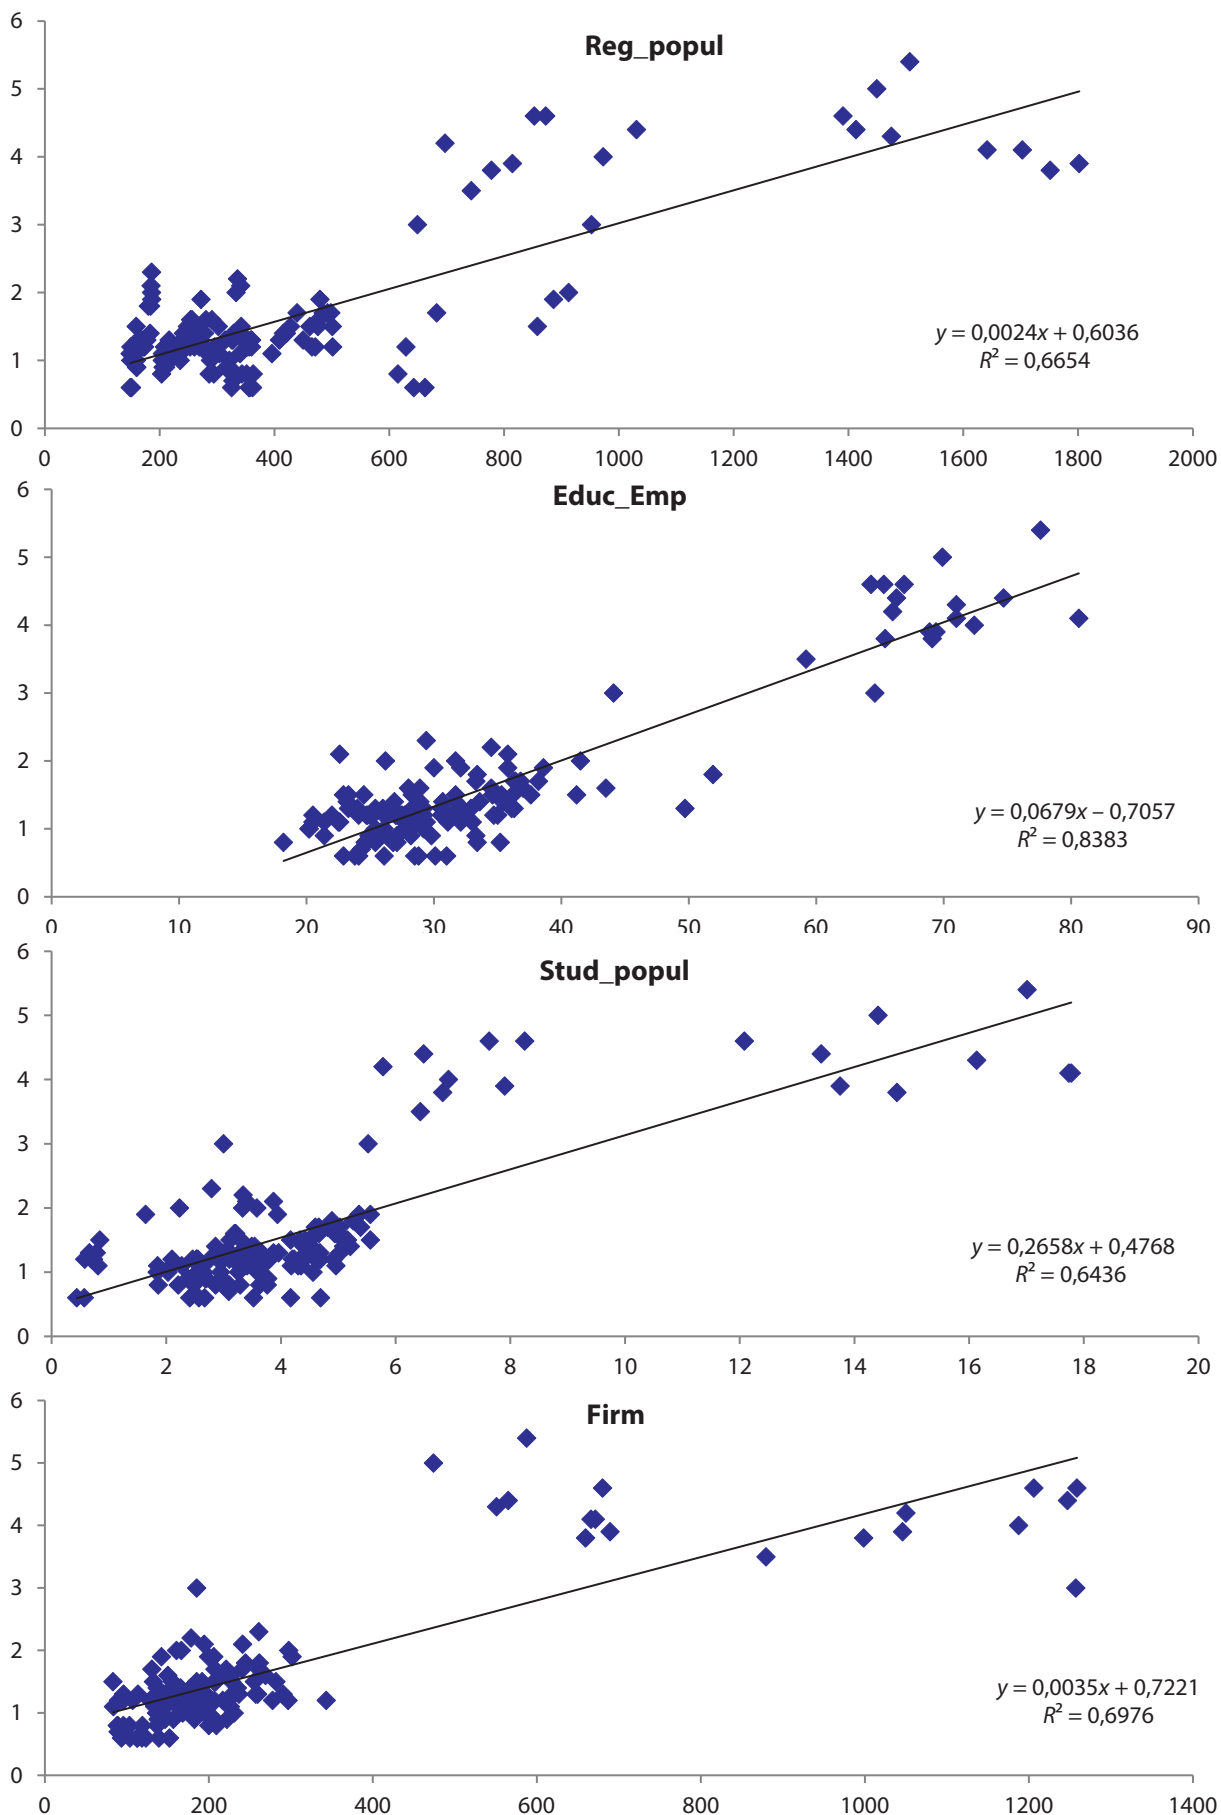 Reg_popul
6
5
4
3
2
1
0
y = 0,0024x + 0,6036
R² = 0,6654
0 200 400 600 800 1000 1200 1400 1600 1800 2000
Educ_Emp
6
5
4
3
2
1
0
y = 0,0679x – 0,7057
R² = 0,8383
0 10 20 30 40 50 60 70 80 90
Stud_popul
6
5
4
3
2
1
0
y = 0,2658x + 0,4768
R² = 0,6436
0 2 4 6 8 10 12 14 16 18 20
Firm
6
5
4
3
2
1
0
y = 0,0035x + 0,7221
R² = 0,6976
0 200 400 600 800 1000 1200 1400